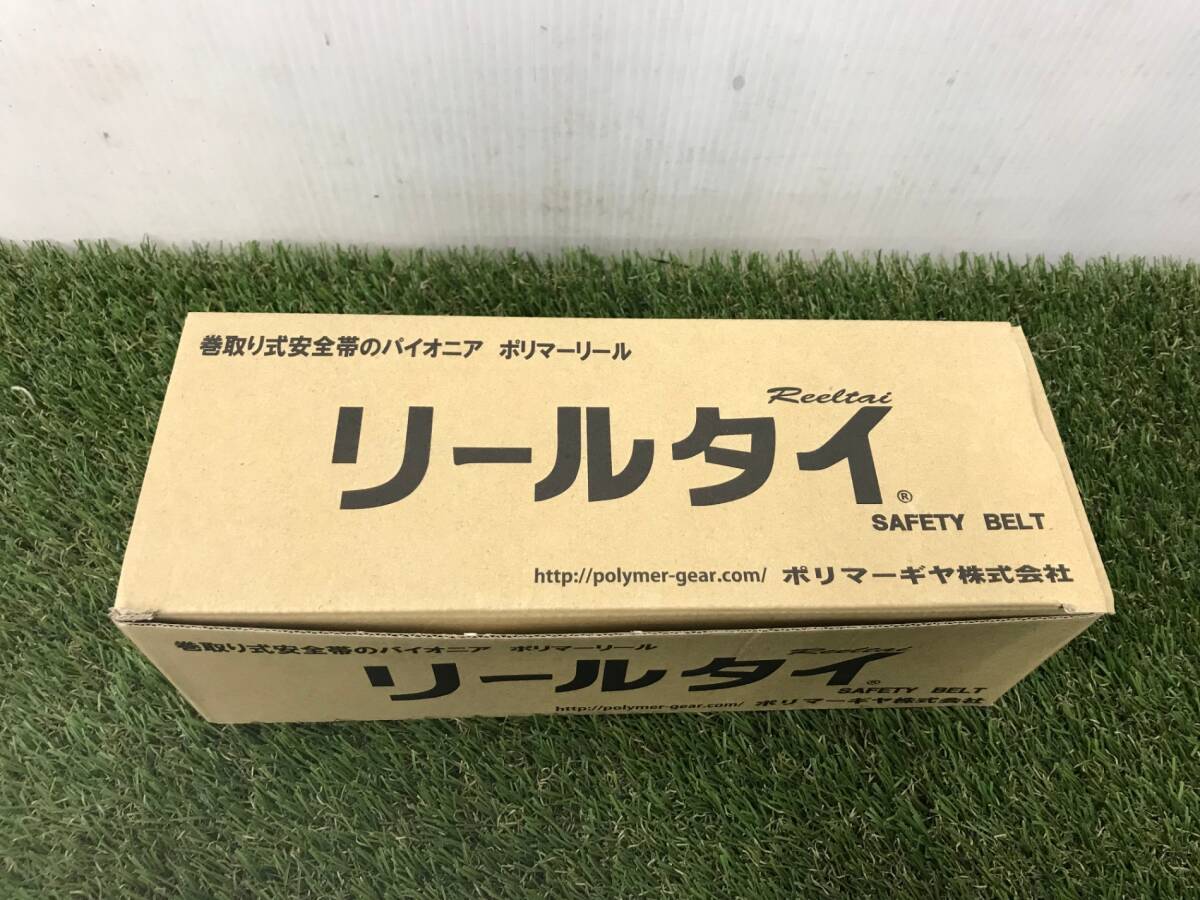 巻取り式安全帯のパイオニア ポリマーリール
Reeltai
リールタイ®
SAFETY BELT
http://polymer-gear.com/ ポリマーギヤ株式会社
巻取り式安全帯のパイオニア ポリマーリール
Reeltai
リールタイ®
SAFETY BELT
http://polymer-gear.com/ ポリマーギヤ株式会社